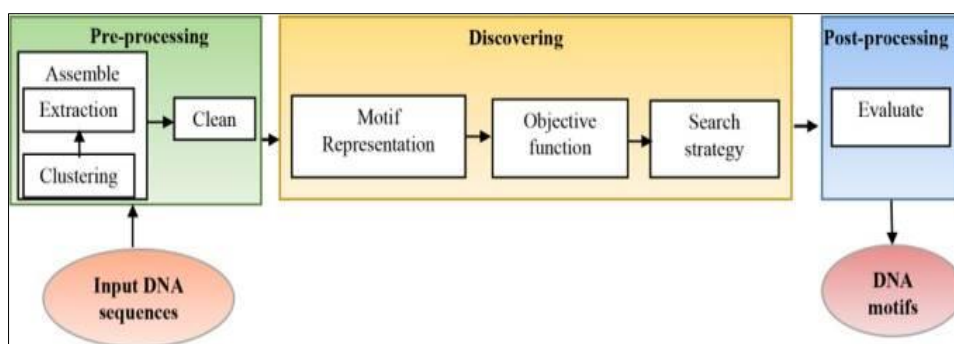 Pre-processing
Assemble
Extraction
Clustering
Clean
Discovering
Motif
Representation
Objective
function
Search
strategy
Post-processing
Evaluate
Input DNA
sequences
DNA
motifs